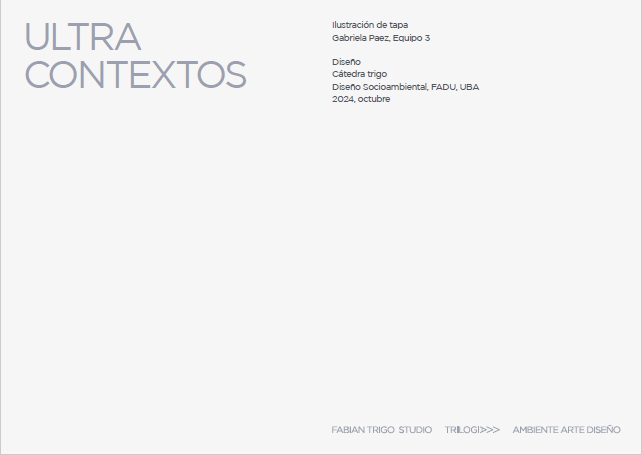 ULTRA
CONTEXTOS
Ilustración de tapa
Gabriela Paez, Equipo 3
Diseño
Cátedra trigo
Diseño Socioambiental, FADU, UBA
2024, octubre
FABIAN TRIGO STUDIO TRILOGI>>> AMBIENTE ARTE DISEÑO